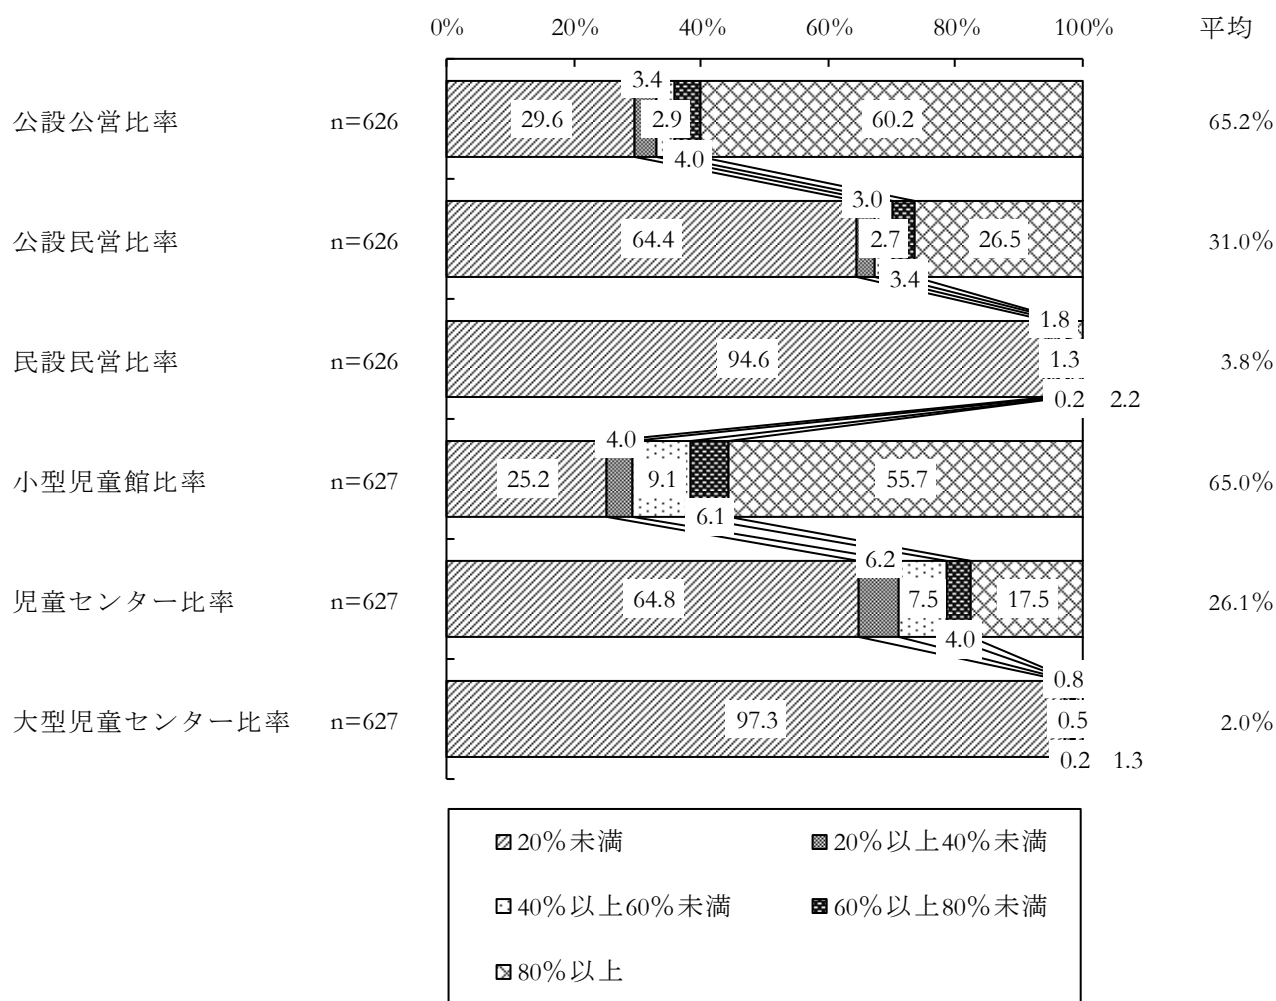 0% 20% 40% 60% 80% 100% 平均
3.4
公設公営比率 n=626 29.6 2.9 60.2 65.2%
4.0
3.0
公設民営比率 n=626 64.4 2.7 26.5 31.0%
3.4
1.8
民設民営比率 n=626 94.6 1.3 3.8%
0.2 2.2
4.0
小型児童館比率 n=627 25.2 9.1 55.7 65.0%
6.1
6.2
児童センター比率 n=627 64.8 7.5 17.5 26.1%
4.0
0.8
大型児童センター比率 n=627 97.3 0.5 2.0%
0.2 1.3
20%未満 20%以上40%未満
40%以上60%未満 60%以上80%未満
80%以上